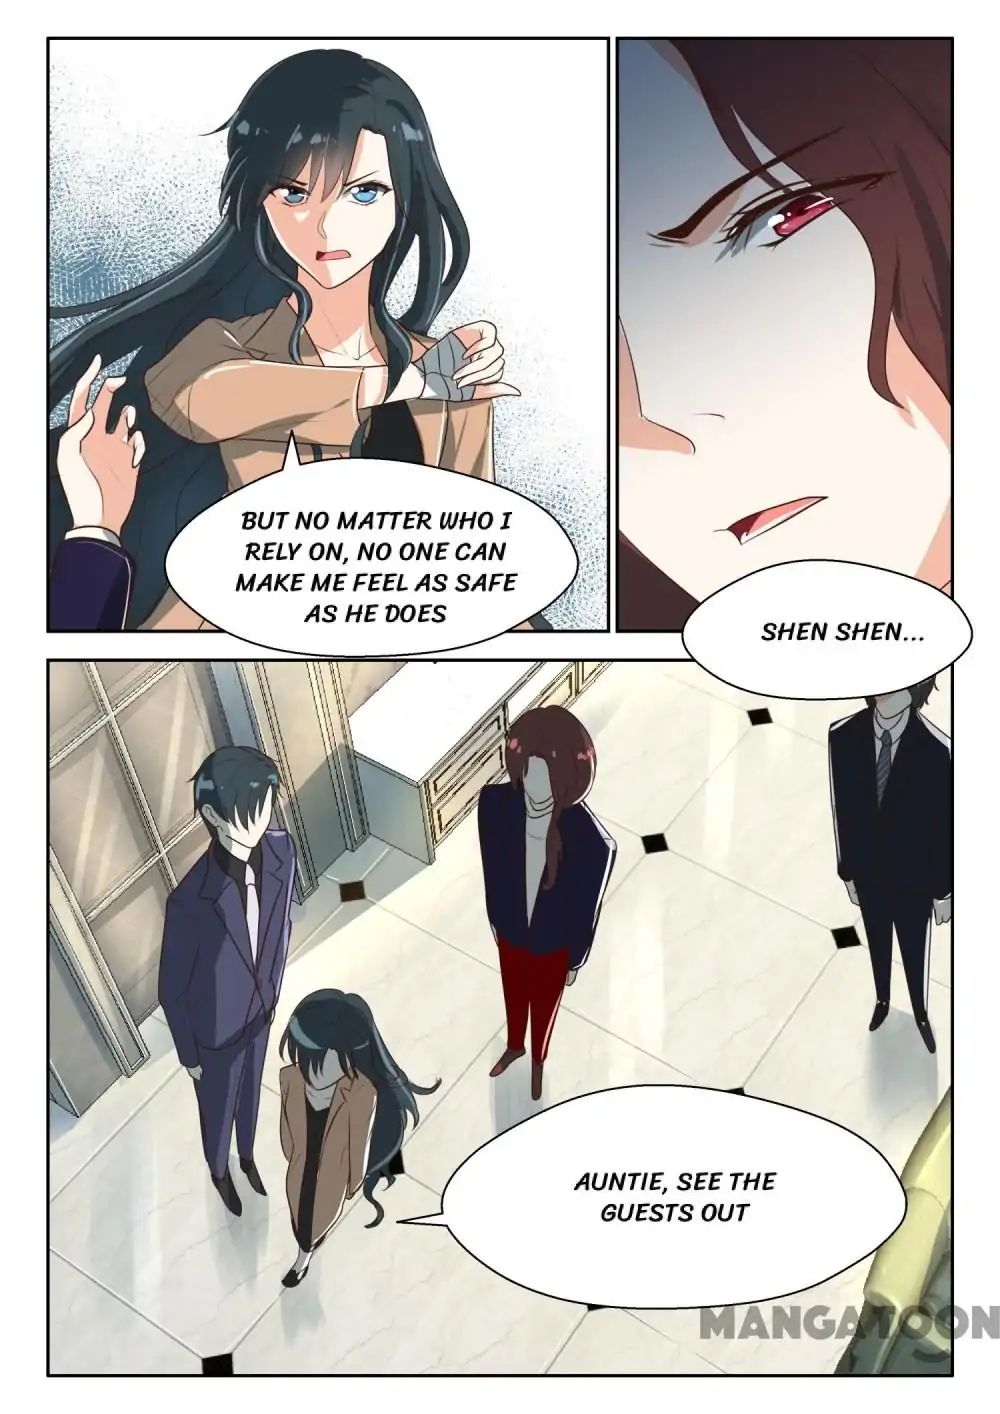 BUT NO MATTER WHO I
RELY ON, NO ONE CAN
MAKE ME FEEL AS SAFE
AS HE DOES
SHEN SHEN...
AUNTIE, SEE THE
GUESTS OUT
MANGATOON